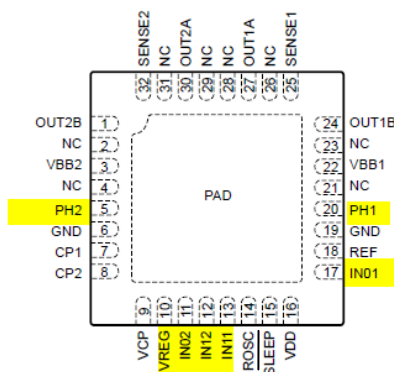 SENSE2 NC OUT2A NC NC OUT1A NC SENSE1
32 31 30 29 28 27 26 25
OUT2B 1 24 OUT1B
NC 2 23 NC
VBB2 3 22 VBB1
NC 4 21 NC
PAD
PH2 5 20 PH1
GND 6 19 GND
CP1 7 18 REF
CP2 8 17 IN01
9 10 11 12 13 14 15 16
VCP VREG IN02 IN12 IN11 ROSC SLEEP VDD